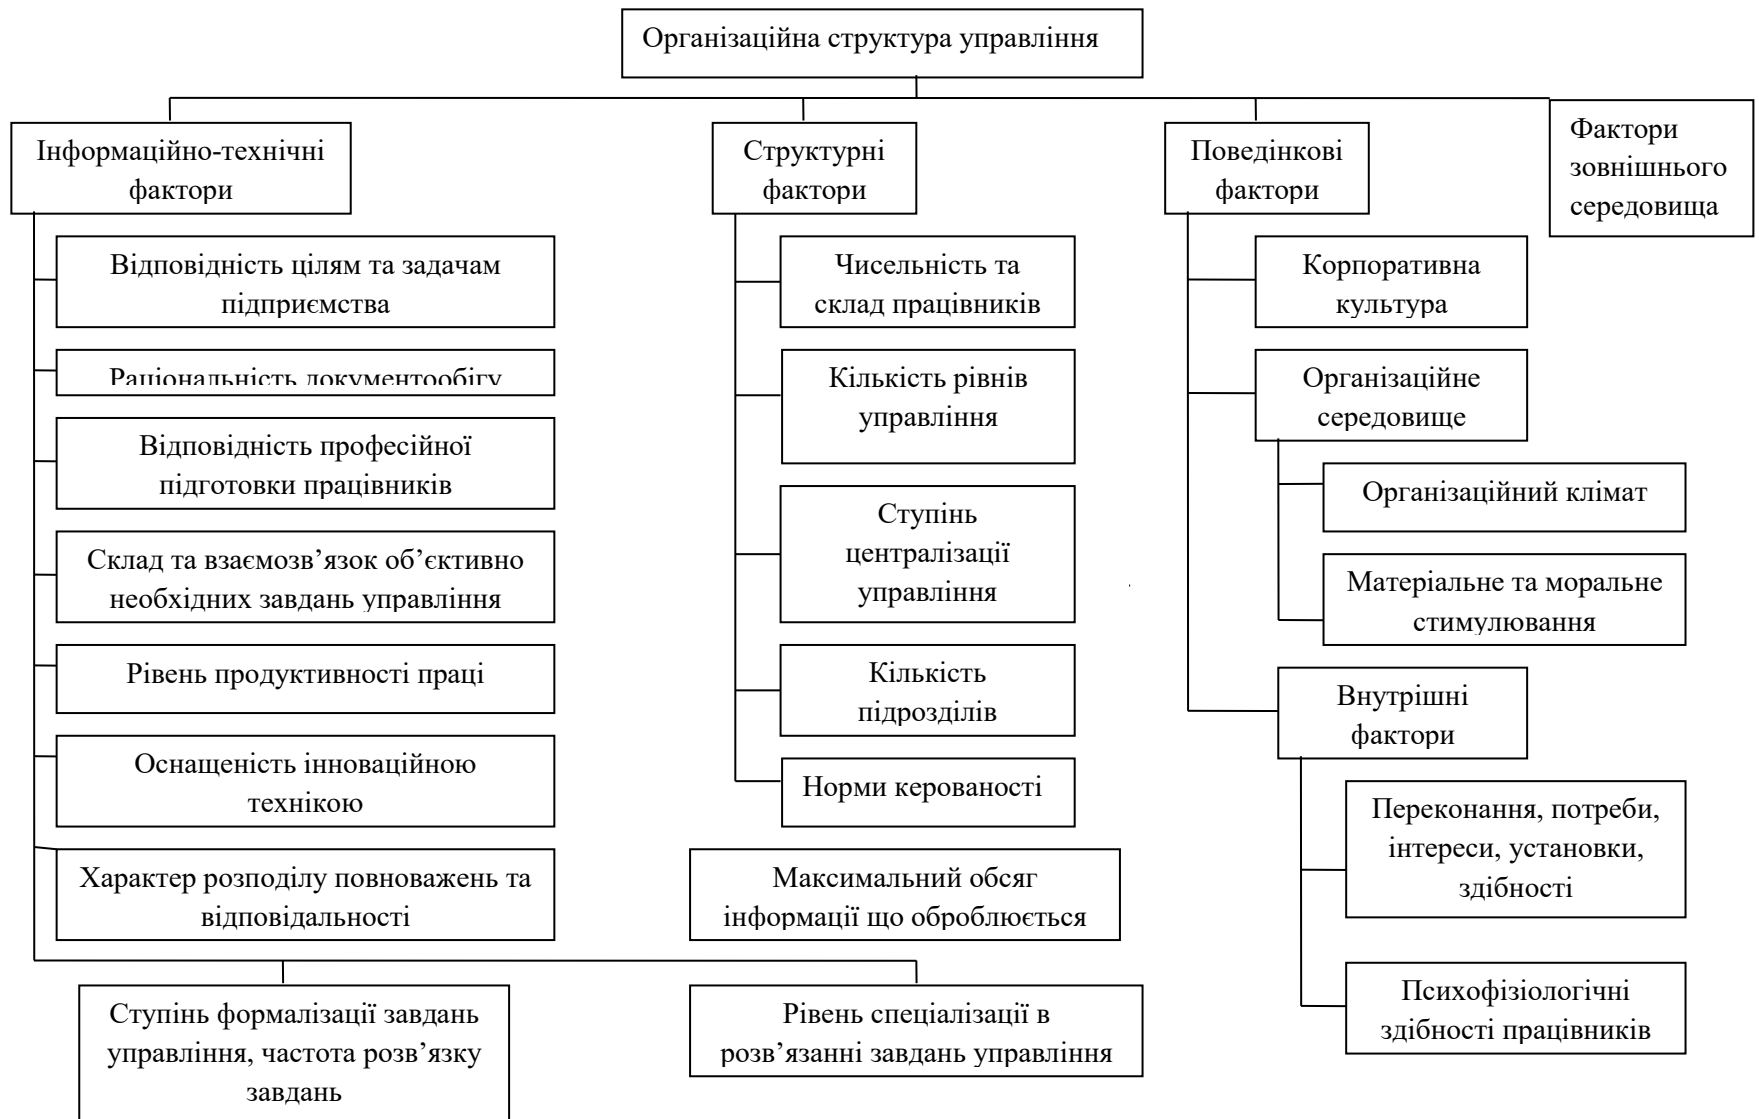 Організаційна структура управління
Інформаційно-технічні
фактори
Структурні
фактори
Поведінкові
фактори
Фактори
зовнішнього
середовища
Відповідність цілям та задачам
підприємства
Раціональність документообігу
Відповідність професійної
підготовки працівників
Склад та взаємозв’язок об’єктивно
необхідних завдань управління
Рівень продуктивності праці
Оснащеність інноваційною
технікою
Характер розподілу повноважень та
відповідальності
Ступінь формалізації завдань
управління, частота розв’язку
завдань
Рівень спеціалізації в
розв’язанні завдань управління
Чисельність та
склад працівників
Кількість рівнів
управління
Ступінь
централізації
управління
Кількість
підрозділів
Норми керованості
Максимальний обсяг
інформації що оброблюється
Корпоративна
культура
Організаційне
середовище
Організаційний клімат
Матеріальне та моральне
стимулювання
Внутрішні
фактори
Переконання, потреби,
інтереси, установки,
здібності
Психофізіологічні
здібності працівників